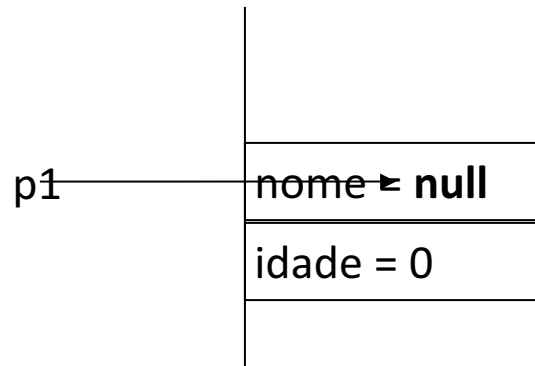 p1 nome = null
idade = 0